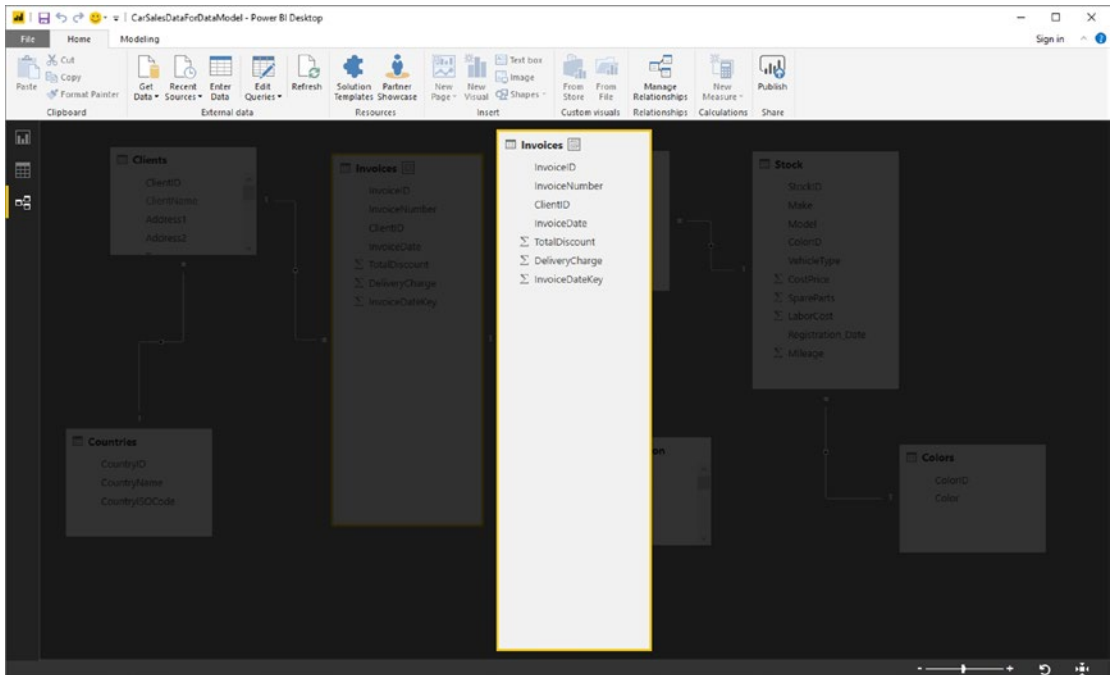 CarSalesDataForDataModel - Power BI Desktop
File Home Modeling Sign in
Paste
Cut
Copy
Format Painter
Get Data
Recent Sources
Enter Data
Edit Queries
Refresh
Solution Templates
Partner Showcase
New Page
New Visual
Text box
Image
Shapes
From Store
From File
Manage Relationships
New Measure
Publish
Clipboard External data Resources Insert Custom visuals Relationships Calculations Share
Clients
ClientID
ClientName
Address1
Address2
Invoices
InvoiceID
InvoiceNumber
ClientID
InvoiceDate
Σ TotalDiscount
Σ DeliveryCharge
Σ InvoiceDateKey
Invoices
InvoiceID
InvoiceNumber
ClientID
InvoiceDate
Σ TotalDiscount
Σ DeliveryCharge
Σ InvoiceDateKey
Stock
StockID
Make
Model
ColorID
VehicleType
Σ CostPrice
Σ SpareParts
Σ LaborCost
Registration_Date
Σ Mileage
Countries
CountryID
CountryName
CountryISOCode
on
Colors
ColorID
Color